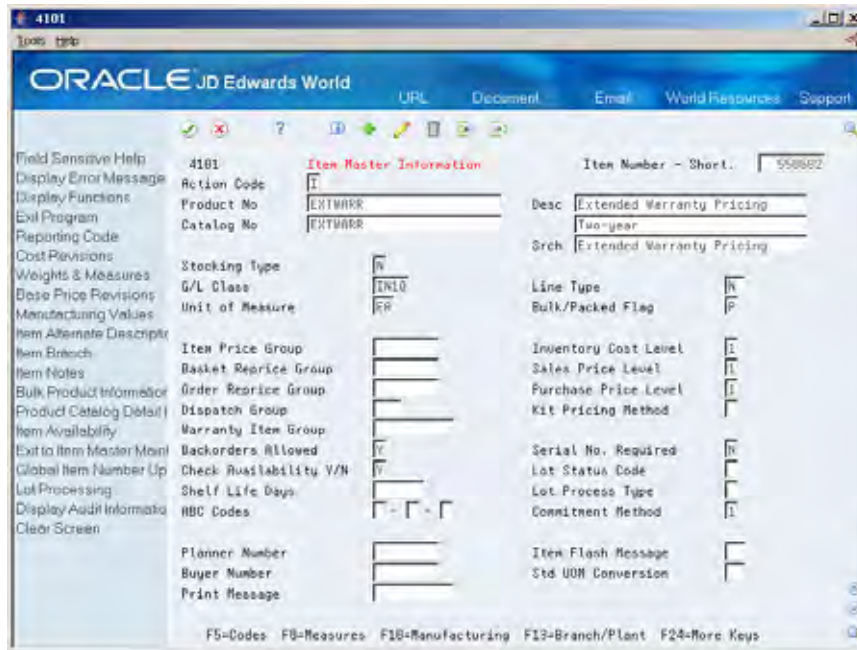 4101
Tools Help
ORACLE JD Edwards World
URL Document Email World Resources Support
Field Sensitive Help
Display Error Message
Display Functions
Exit Program
Reporting Code
Cost Revisions
Weights & Measures
Base Price Revisions
Manufacturing Values
Item Alternate Descriptio
Item Branch
Item Notes
Bulk Product Information
Product Catalog Detail I
Item Availability
Exit to Item Master Maint
Global Item Number Up
Lot Processing
Display Audit Informatio
Clear Screen
4101 Item Master Information Item Number - Short.
Action Code I
Product No EXTWARR Desc Extended Warranty Pricing
Catalog No EXTWARR Two-year
Srch Extended Warranty Pricing
Stocking Type N
G/L Class IN10 Line Type N
Unit of Measure EA Bulk/Packed Flag P
Item Price Group Inventory Cost Level 1
Basket Reprice Group Sales Price Level 1
Order Reprice Group Purchase Price Level 1
Dispatch Group Kit Pricing Method
Warranty Item Group
Backorders Allowed Y Serial No. Required N
Check Availability Y/N Y Lot Status Code
Shelf Life Days Lot Process Type
ABC Codes - - Commitment Method 1
Planner Number Item Flash Message
Buyer Number Std UOM Conversion
Print Message
F5=Codes F8=Measures F10=Manufacturing F13=Branch/Plant F24=More Keys